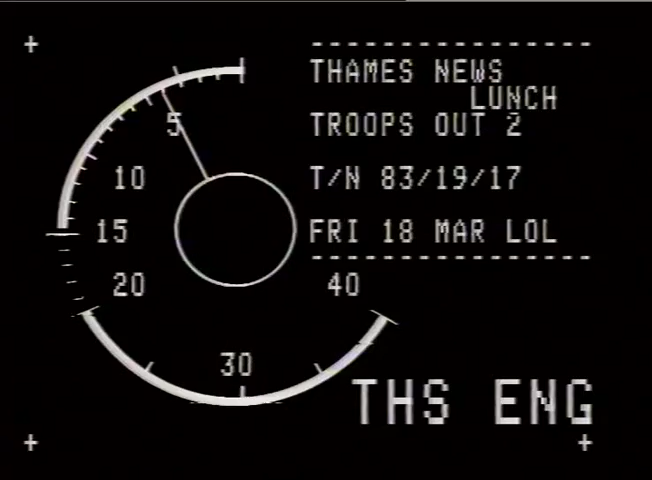 THAMES NEWS
LUNCH
TROOPS OUT 2
T/N 83/19/17
FRI 18 MAR LOL
5
10
15
20
30
40
THS ENG